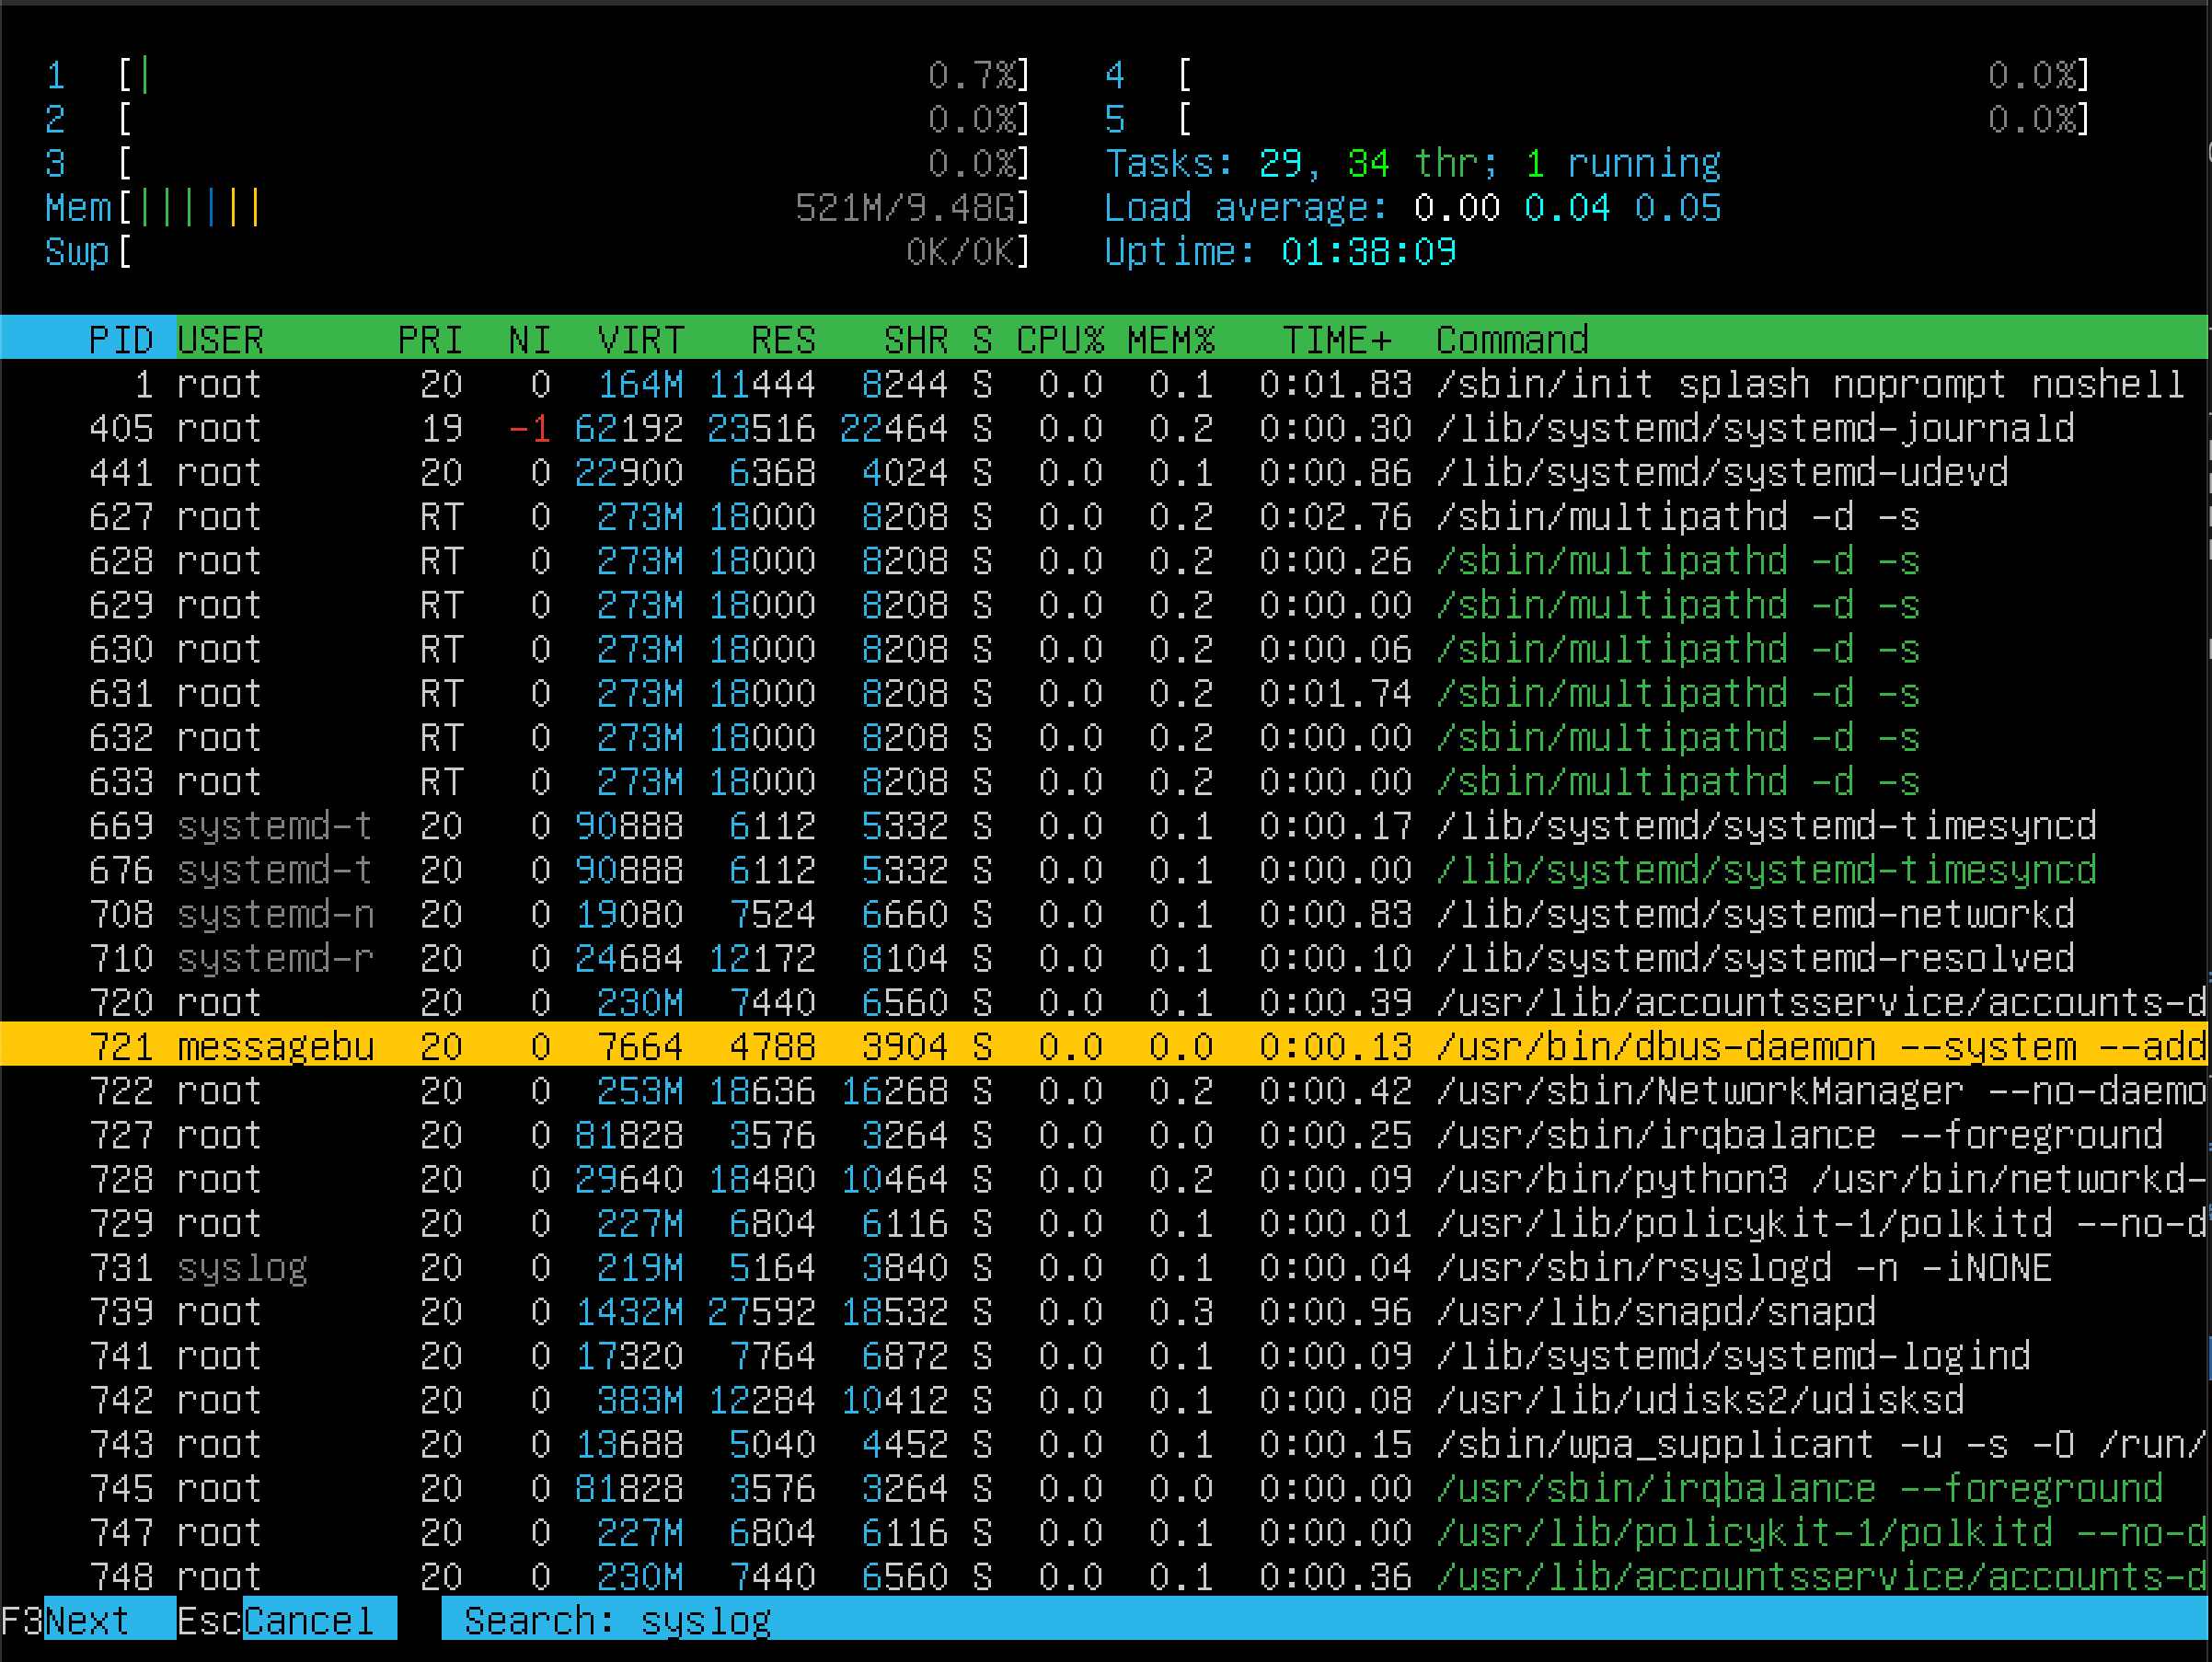 1 [| 0.7%] 4 [ 0.0%]
2 [ 0.0%] 5 [ 0.0%]
3 [ 0.0%] Tasks: 29, 34 thr; 1 running
Mem[|||||| 521M/9.48G] Load average: 0.00 0.04 0.05
Swp[ 0K/0K] Uptime: 01:38:09
PID USER PRI NI VIRT RES SHR S CPU% MEM% TIME+ Command
1 root 20 0 164M 11444 8244 S 0.0 0.1 0:01.83 /sbin/init splash noprompt noshell
405 root 19 -1 62192 23516 22464 S 0.0 0.2 0:00.30 /lib/systemd/systemd-journald
441 root 20 0 22900 6368 4024 S 0.0 0.1 0:00.86 /lib/systemd/systemd-udevd
627 root RT 0 273M 18000 8208 S 0.0 0.2 0:02.76 /sbin/multipathd -d -s
628 root RT 0 273M 18000 8208 S 0.0 0.2 0:00.26 /sbin/multipathd -d -s
629 root RT 0 273M 18000 8208 S 0.0 0.2 0:00.00 /sbin/multipathd -d -s
630 root RT 0 273M 18000 8208 S 0.0 0.2 0:00.06 /sbin/multipathd -d -s
631 root RT 0 273M 18000 8208 S 0.0 0.2 0:01.74 /sbin/multipathd -d -s
632 root RT 0 273M 18000 8208 S 0.0 0.2 0:00.00 /sbin/multipathd -d -s
633 root RT 0 273M 18000 8208 S 0.0 0.2 0:00.00 /sbin/multipathd -d -s
669 systemd-t 20 0 90888 6112 5332 S 0.0 0.1 0:00.17 /lib/systemd/systemd-timesyncd
676 systemd-t 20 0 90888 6112 5332 S 0.0 0.1 0:00.00 /lib/systemd/systemd-timesyncd
708 systemd-n 20 0 19080 7524 6660 S 0.0 0.1 0:00.83 /lib/systemd/systemd-networkd
710 systemd-r 20 0 24684 12172 8104 S 0.0 0.1 0:00.10 /lib/systemd/systemd-resolved
720 root 20 0 230M 7440 6560 S 0.0 0.1 0:00.39 /usr/lib/accountsservice/accounts-d
721 messagebu 20 0 7664 4788 3904 S 0.0 0.0 0:00.13 /usr/bin/dbus-daemon --system --add
722 root 20 0 253M 18636 16268 S 0.0 0.2 0:00.42 /usr/sbin/NetworkManager --no-daemo
727 root 20 0 81828 3576 3264 S 0.0 0.0 0:00.25 /usr/sbin/irqbalance --foreground
728 root 20 0 29640 18480 10464 S 0.0 0.2 0:00.09 /usr/bin/python3 /usr/bin/networkd-
729 root 20 0 227M 6804 6116 S 0.0 0.1 0:00.01 /usr/lib/policykit-1/polkitd --no-d
731 syslog 20 0 219M 5164 3840 S 0.0 0.1 0:00.04 /usr/sbin/rsyslogd -n -iNONE
739 root 20 0 1432M 27592 18532 S 0.0 0.3 0:00.96 /usr/lib/snapd/snapd
741 root 20 0 17320 7764 6872 S 0.0 0.1 0:00.09 /lib/systemd/systemd-logind
742 root 20 0 383M 12284 10412 S 0.0 0.1 0:00.08 /usr/lib/udisks2/udisksd
743 root 20 0 13688 5040 4452 S 0.0 0.1 0:00.15 /sbin/wpa_supplicant -u -s -O /run/
745 root 20 0 81828 3576 3264 S 0.0 0.0 0:00.00 /usr/sbin/irqbalance --foreground
747 root 20 0 227M 6804 6116 S 0.0 0.1 0:00.00 /usr/lib/policykit-1/polkitd --no-d
748 root 20 0 230M 7440 6560 S 0.0 0.1 0:00.36 /usr/lib/accountsservice/accounts-d
F3Next EscCancel Search: syslog